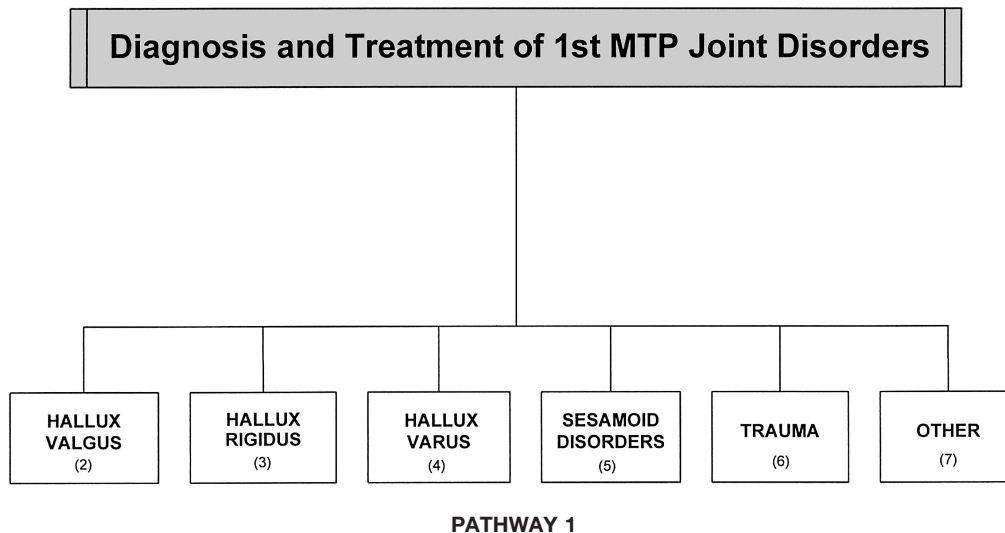 Diagnosis and Treatment of 1st MTP Joint Disorders
HALLUX
VALGUS
(2)
HALLUX
RIGIDUS
(3)
HALLUX
VARUS
(4)
SESAMOID
DISORDERS
(5)
TRAUMA
(6)
OTHER
(7)
PATHWAY 1